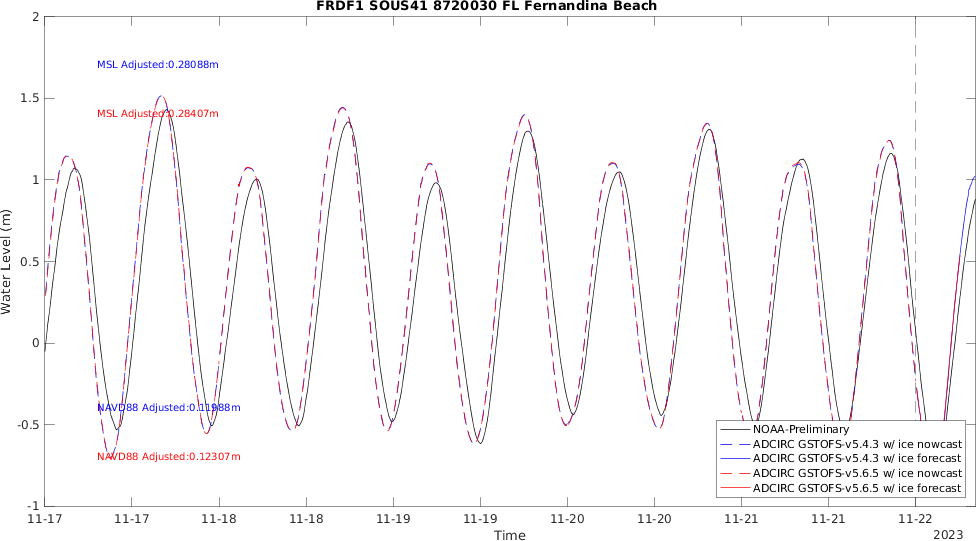 FRDF1 SOUS41 8720030 FL Fernandina Beach
2
1.5
1
0.5
0
-0.5
-1
Water Level (m)
MSL Adjusted:0.28088m
MSL Adjusted:0.28407m
NAVD88 Adjusted:0.11988m
NAVD88 Adjusted:0.12307m
NOAA-Preliminary
ADCIRC GSTOFS-v5.4.3 w/ ice nowcast
ADCIRC GSTOFS-v5.4.3 w/ ice forecast
ADCIRC GSTOFS-v5.6.5 w/ ice nowcast
ADCIRC GSTOFS-v5.6.5 w/ ice forecast
11-17 11-17 11-18 11-18 11-19 11-19 11-20 11-20 11-21 11-21 11-22
Time
2023